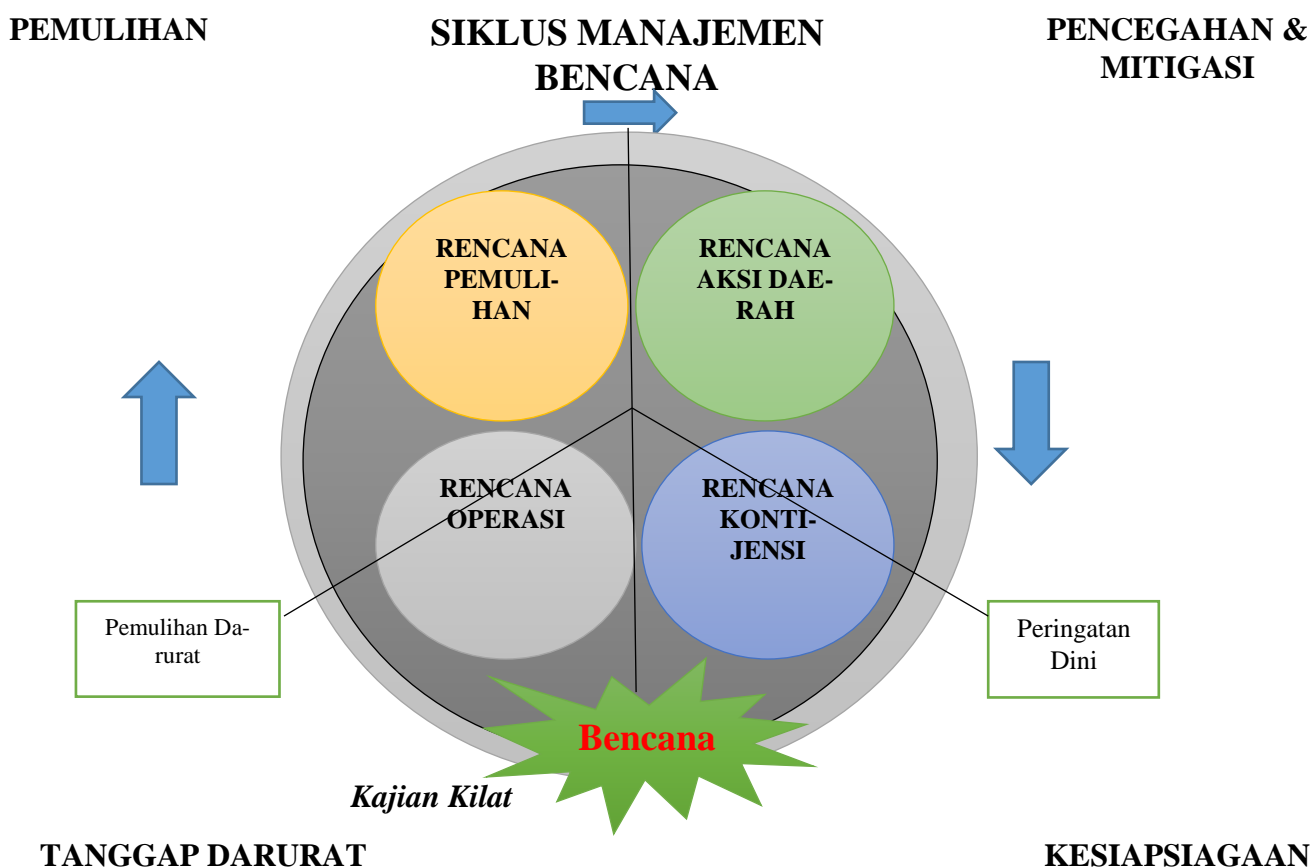 PEMULIHAN
SIKLUS MANAJEMEN
BENCANA
PENCEGAHAN &
MITIGASI
RENCANA
PEMULI-
HAN
RENCANA
AKSI DAE-
RAH
RENCANA
OPERASI
RENCANA
KONTI-
JENSI
Pemulihan Da-
rurat
Peringatan
Dini
Bencana
Kajian Kilat
TANGGAP DARURAT
KESIAPSIAGAAN